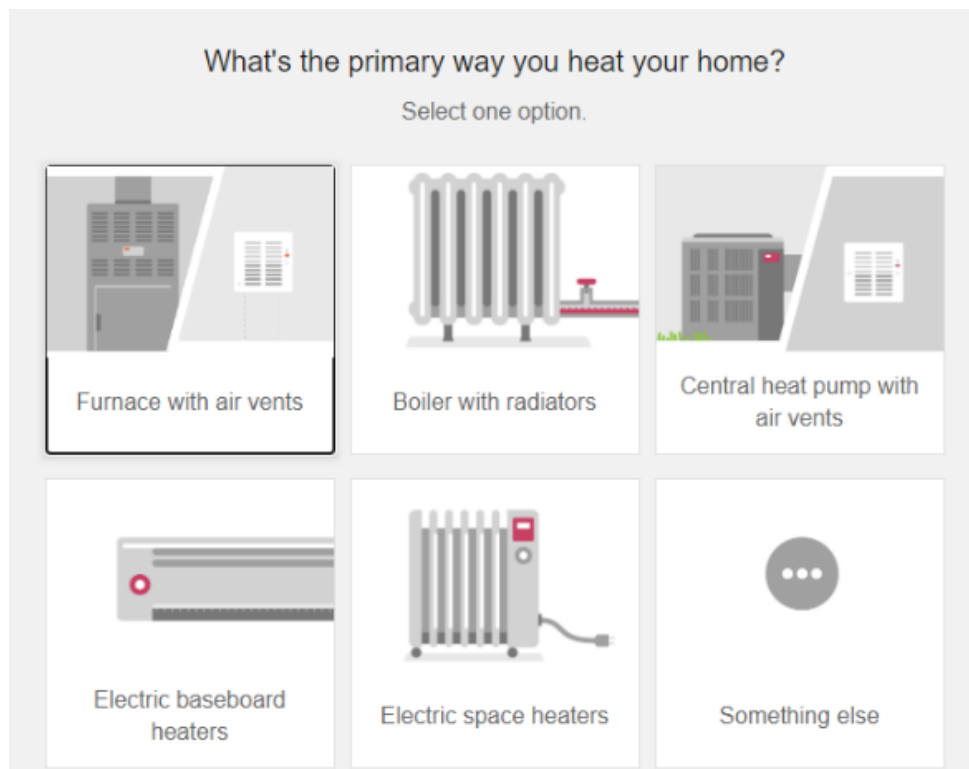 What's the primary way you heat your home?
Select one option.
Furnace with air vents
Boiler with radiators
Central heat pump with
air vents
Electric baseboard
heaters
Electric space heaters
Something else